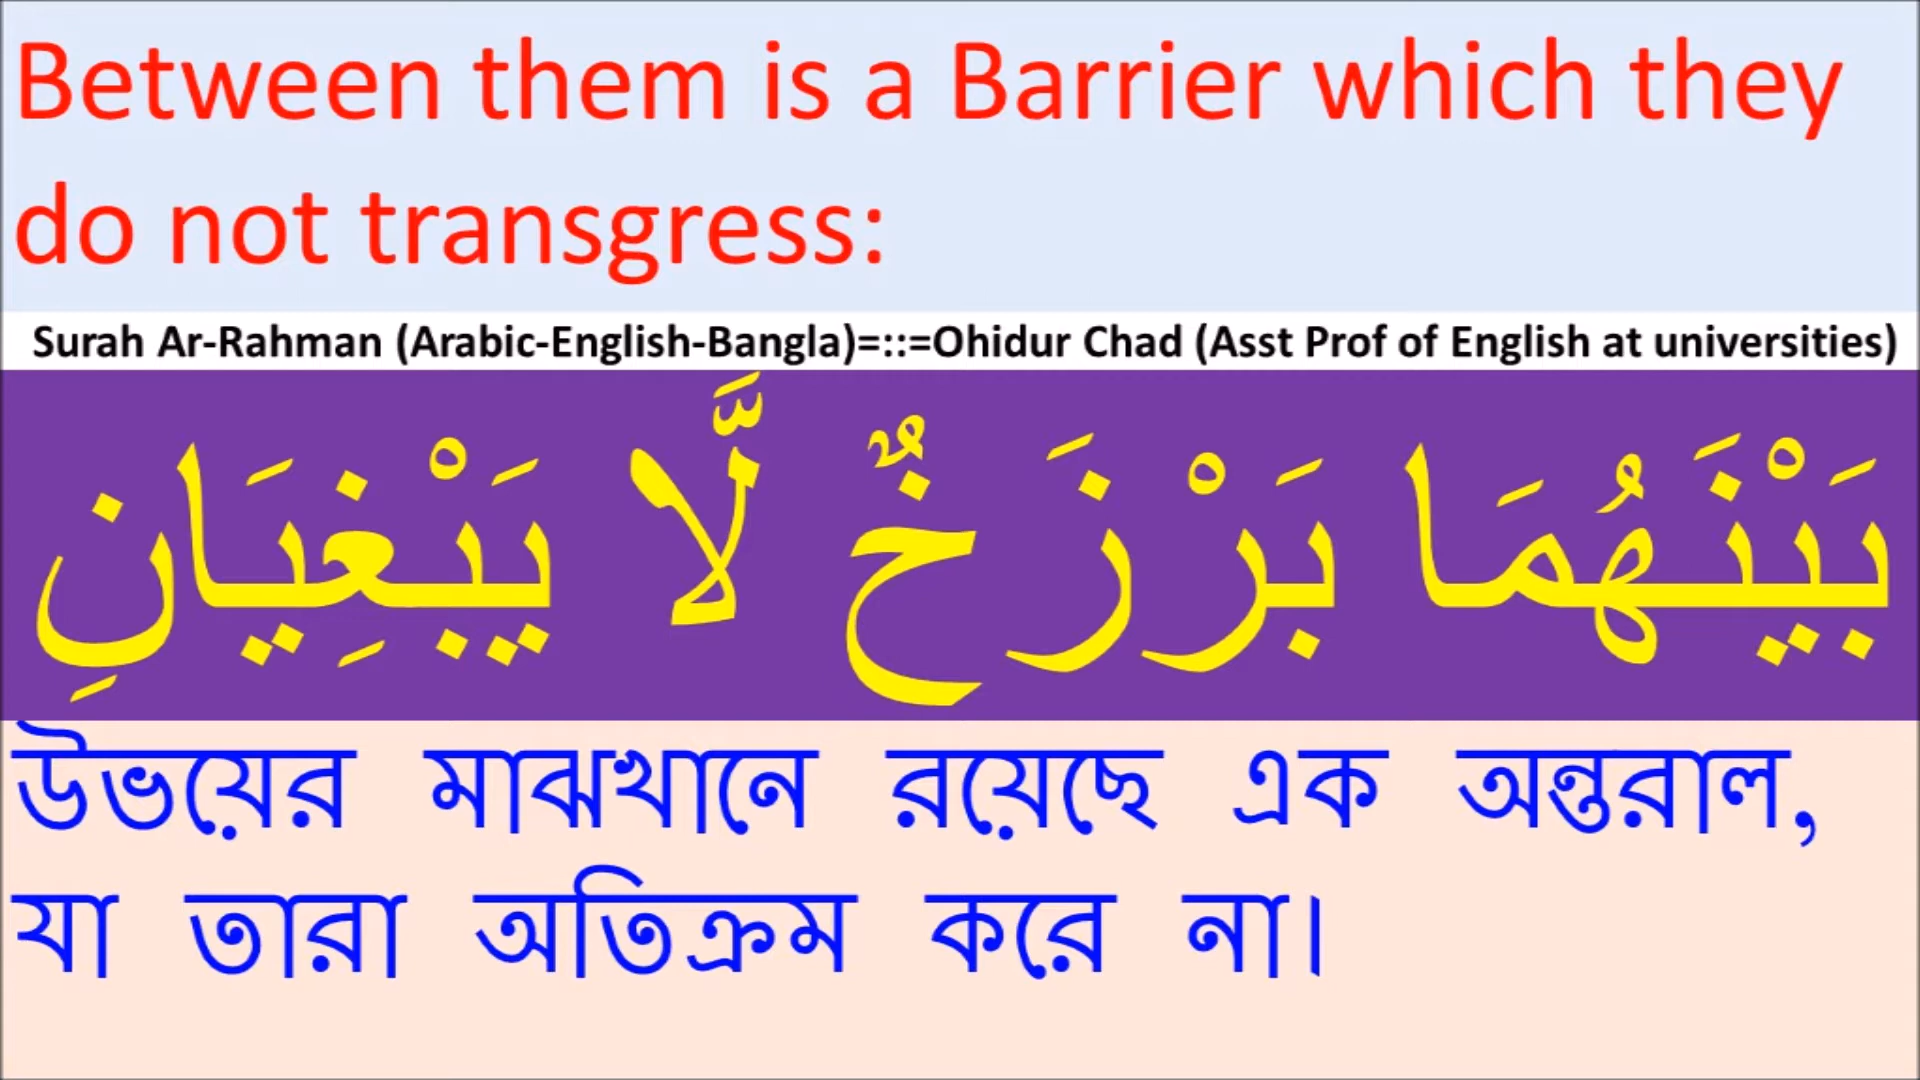 Between them is a Barrier which they
do not transgress:
Surah Ar-Rahman (Arabic-English-Bangla)=::=Ohidur Chad (Asst Prof of English at universities)
بَيْنَهُمَا بَرْزَخٌ لَّا يَبْغِيَانِ
উভয়ের মাঝখানে রয়েছে এক অন্তরাল,
যা তারা অতিক্রম করে না।